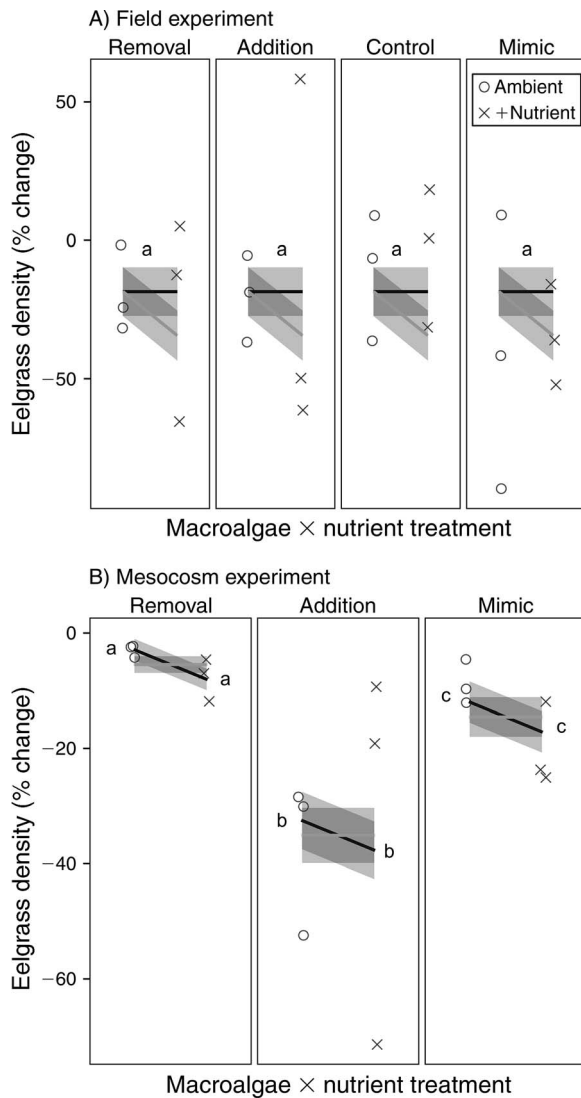 A) Field experiment
Removal Addition Control Mimic
○ Ambient
× +Nutrient
50
0
−50
a a a a
Eelgrass density (% change)
Macroalgae × nutrient treatment
B) Mesocosm experiment
Removal Addition Mimic
0
−20
−40
−60
a a
b b
c c
Eelgrass density (% change)
Macroalgae × nutrient treatment